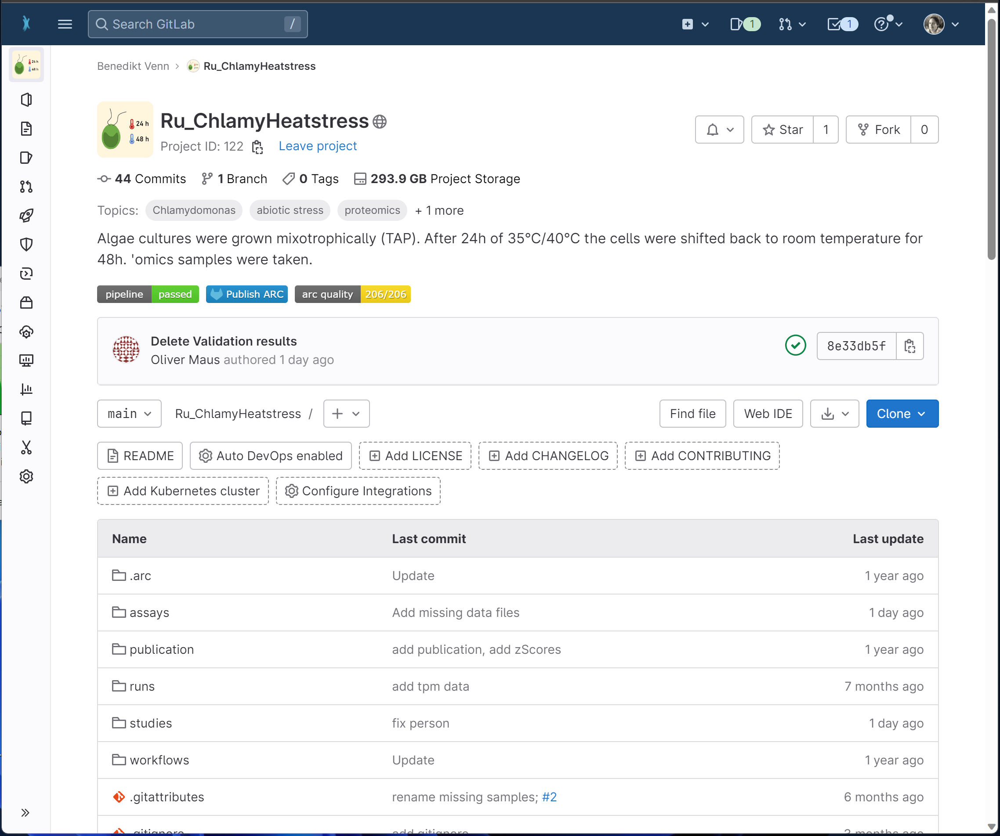 Search GitLab /
1
1
24 h
48 h
Benedikt Venn > Ru_ChlamyHeatstress
24 h
48 h
Ru_ChlamyHeatstress
Project ID: 122 Leave project
Star 1
Fork 0
44 Commits 1 Branch 0 Tags 293.9 GB Project Storage
Topics: Chlamydomonas abiotic stress proteomics + 1 more
Algae cultures were grown mixotrophically (TAP). After 24h of 35°C/40°C the cells were shifted back to room temperature for
48h. 'omics samples were taken.
pipeline passed Publish ARC arc quality 206/206
Delete Validation results
Oliver Maus authored 1 day ago
8e33db5f
main Ru_ChlamyHeatstress / + Find file Web IDE Clone
README Auto DevOps enabled Add LICENSE Add CHANGELOG Add CONTRIBUTING
Add Kubernetes cluster Configure Integrations
Name Last commit Last update
.arc Update 1 year ago
assays Add missing data files 1 day ago
publication add publication, add zScores 1 year ago
runs add tpm data 7 months ago
studies fix person 1 day ago
workflows Update 1 year ago
.gitattributes rename missing samples; #2 6 months ago
.gitignore add gitignore 3 months ago